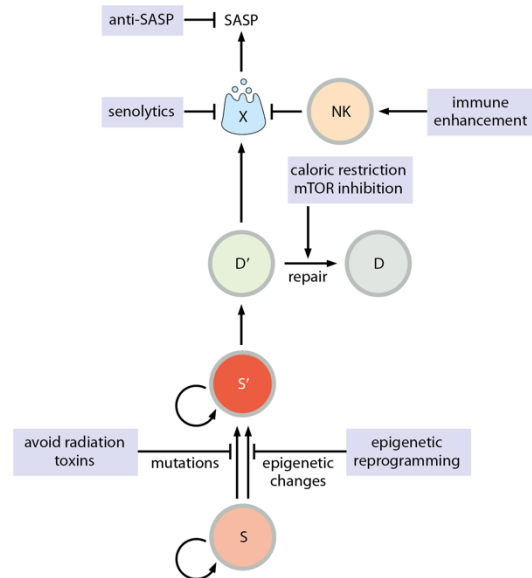 anti-SASP
SASP
senolytics
X
NK
immune
enhancement
caloric restriction
mTOR inhibition
D'
repair
D
S'
avoid radiation
toxins
mutations
epigenetic
changes
epigenetic
reprogramming
S